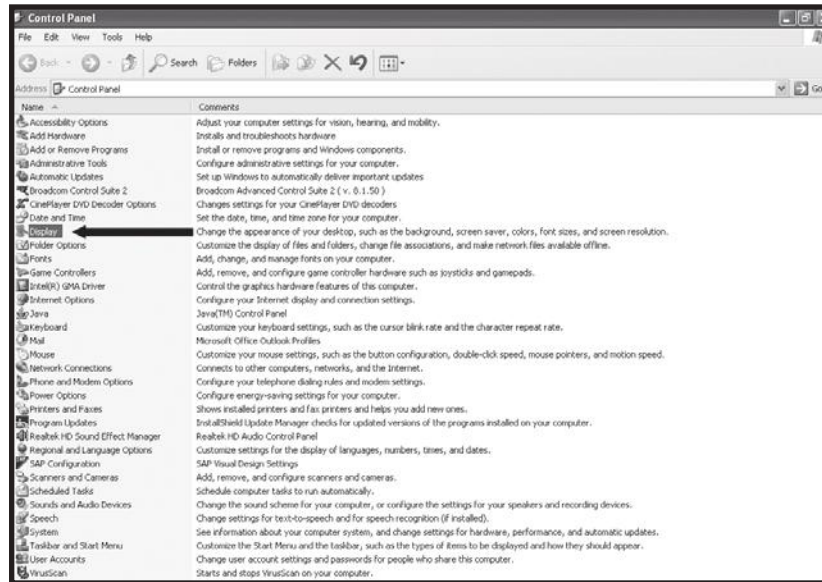 Control Panel
File Edit View Tools Help
Back Search Folders
Address Control Panel Go
Name Comments
Accessibility Options Adjust your computer settings for vision, hearing, and mobility.
Add Hardware Installs and troubleshoots hardware
Add or Remove Programs Install or remove programs and Windows components.
Administrative Tools Configure administrative settings for your computer.
Automatic Updates Set up Windows to automatically deliver important updates
Broadcom Control Suite 2 Broadcom Advanced Control Suite 2 ( v. 8.1.50 )
CinePlayer DVD Decoder Options Changes settings for your CinePlayer DVD decoders
Date and Time Set the date, time, and time zone for your computer.
Display Change the appearance of your desktop, such as the background, screen saver, colors, font sizes, and screen resolution.
Folder Options Customize the display of files and folders, change file associations, and make network files available offline.
Fonts Add, change, and manage fonts on your computer.
Game Controllers Add, remove, and configure game controller hardware such as joysticks and gamepads.
Intel(R) GMA Driver Control the graphics hardware features of this computer.
Internet Options Configure your Internet display and connection settings.
Java Java(TM) Control Panel
Keyboard Customize your keyboard settings, such as the cursor blink rate and the character repeat rate.
Mail Microsoft Office Outlook Profiles
Mouse Customize your mouse settings, such as the button configuration, double-click speed, mouse pointers, and motion speed.
Network Connections Connects to other computers, networks, and the Internet.
Phone and Modem Options Configure your telephone dialing rules and modem settings.
Power Options Configure energy-saving settings for your computer.
Printers and Faxes Shows installed printers and fax printers and helps you add new ones.
Program Updates InstallShield Update Manager checks for updated versions of the programs installed on your computer.
Realtek HD Sound Effect Manager Realtek HD Audio Control Panel
Regional and Language Options Customize settings for the display of languages, numbers, times, and dates.
SAP Configuration SAP Visual Design Settings
Scanners and Cameras Add, remove, and configure scanners and cameras.
Scheduled Tasks Schedule computer tasks to run automatically.
Sounds and Audio Devices Change the sound scheme for your computer, or configure the settings for your speakers and recording devices.
Speech Change settings for text-to-speech and for speech recognition (if installed).
System See information about your computer system, and change settings for hardware, performance, and automatic updates.
Taskbar and Start Menu Customize the Start Menu and the taskbar, such as the types of items to be displayed and how they should appear.
User Accounts Change user account settings and passwords for people who share this computer.
VirusScan Starts and stops VirusScan on your computer.